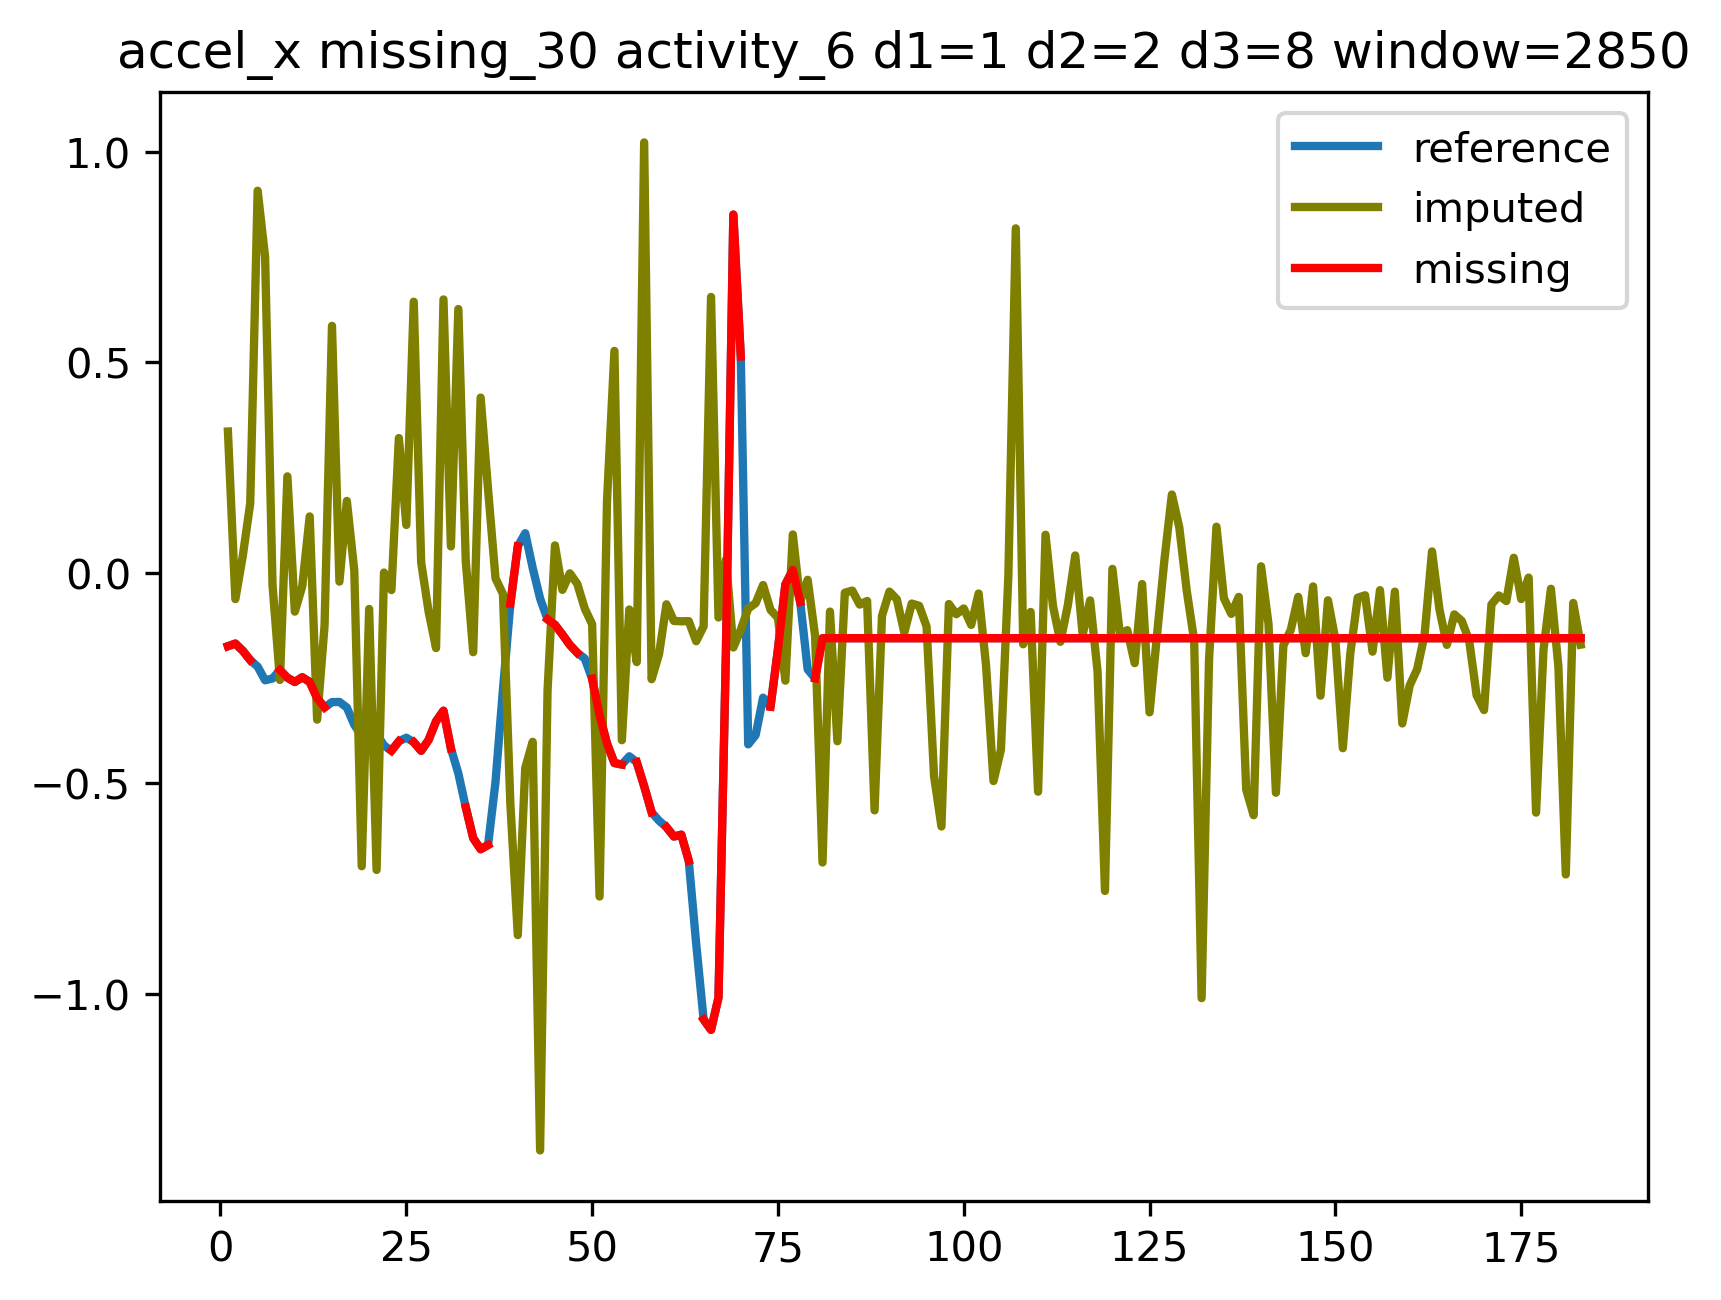 accel_x missing_30 activity_6 d1=1 d2=2 d3=8 window=2850
reference
imputed
missing
1.0
0.5
0.0
−0.5
−1.0
0 25 50 75 100 125 150 175